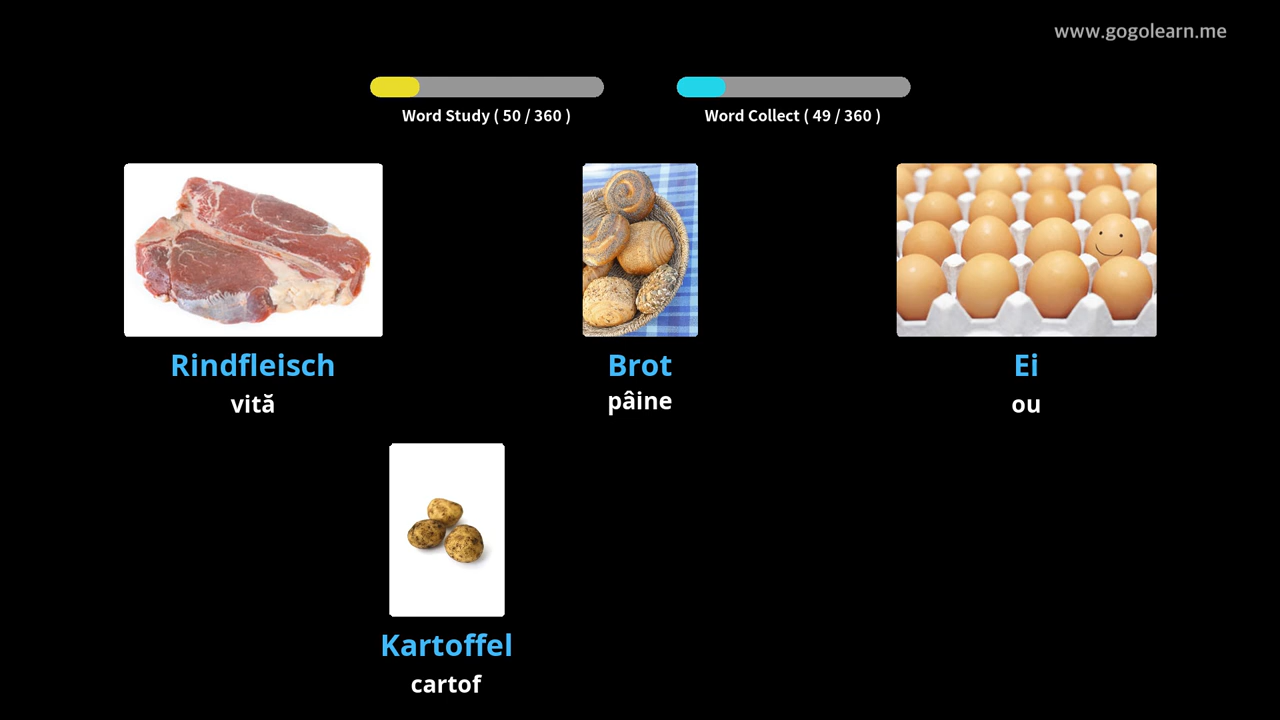 www.gogolearn.me
Word Study ( 50 / 360 )
Word Collect ( 49 / 360 )
Rindfleisch
vită
Brot
pâine
Ei
ou
Kartoffel
cartof